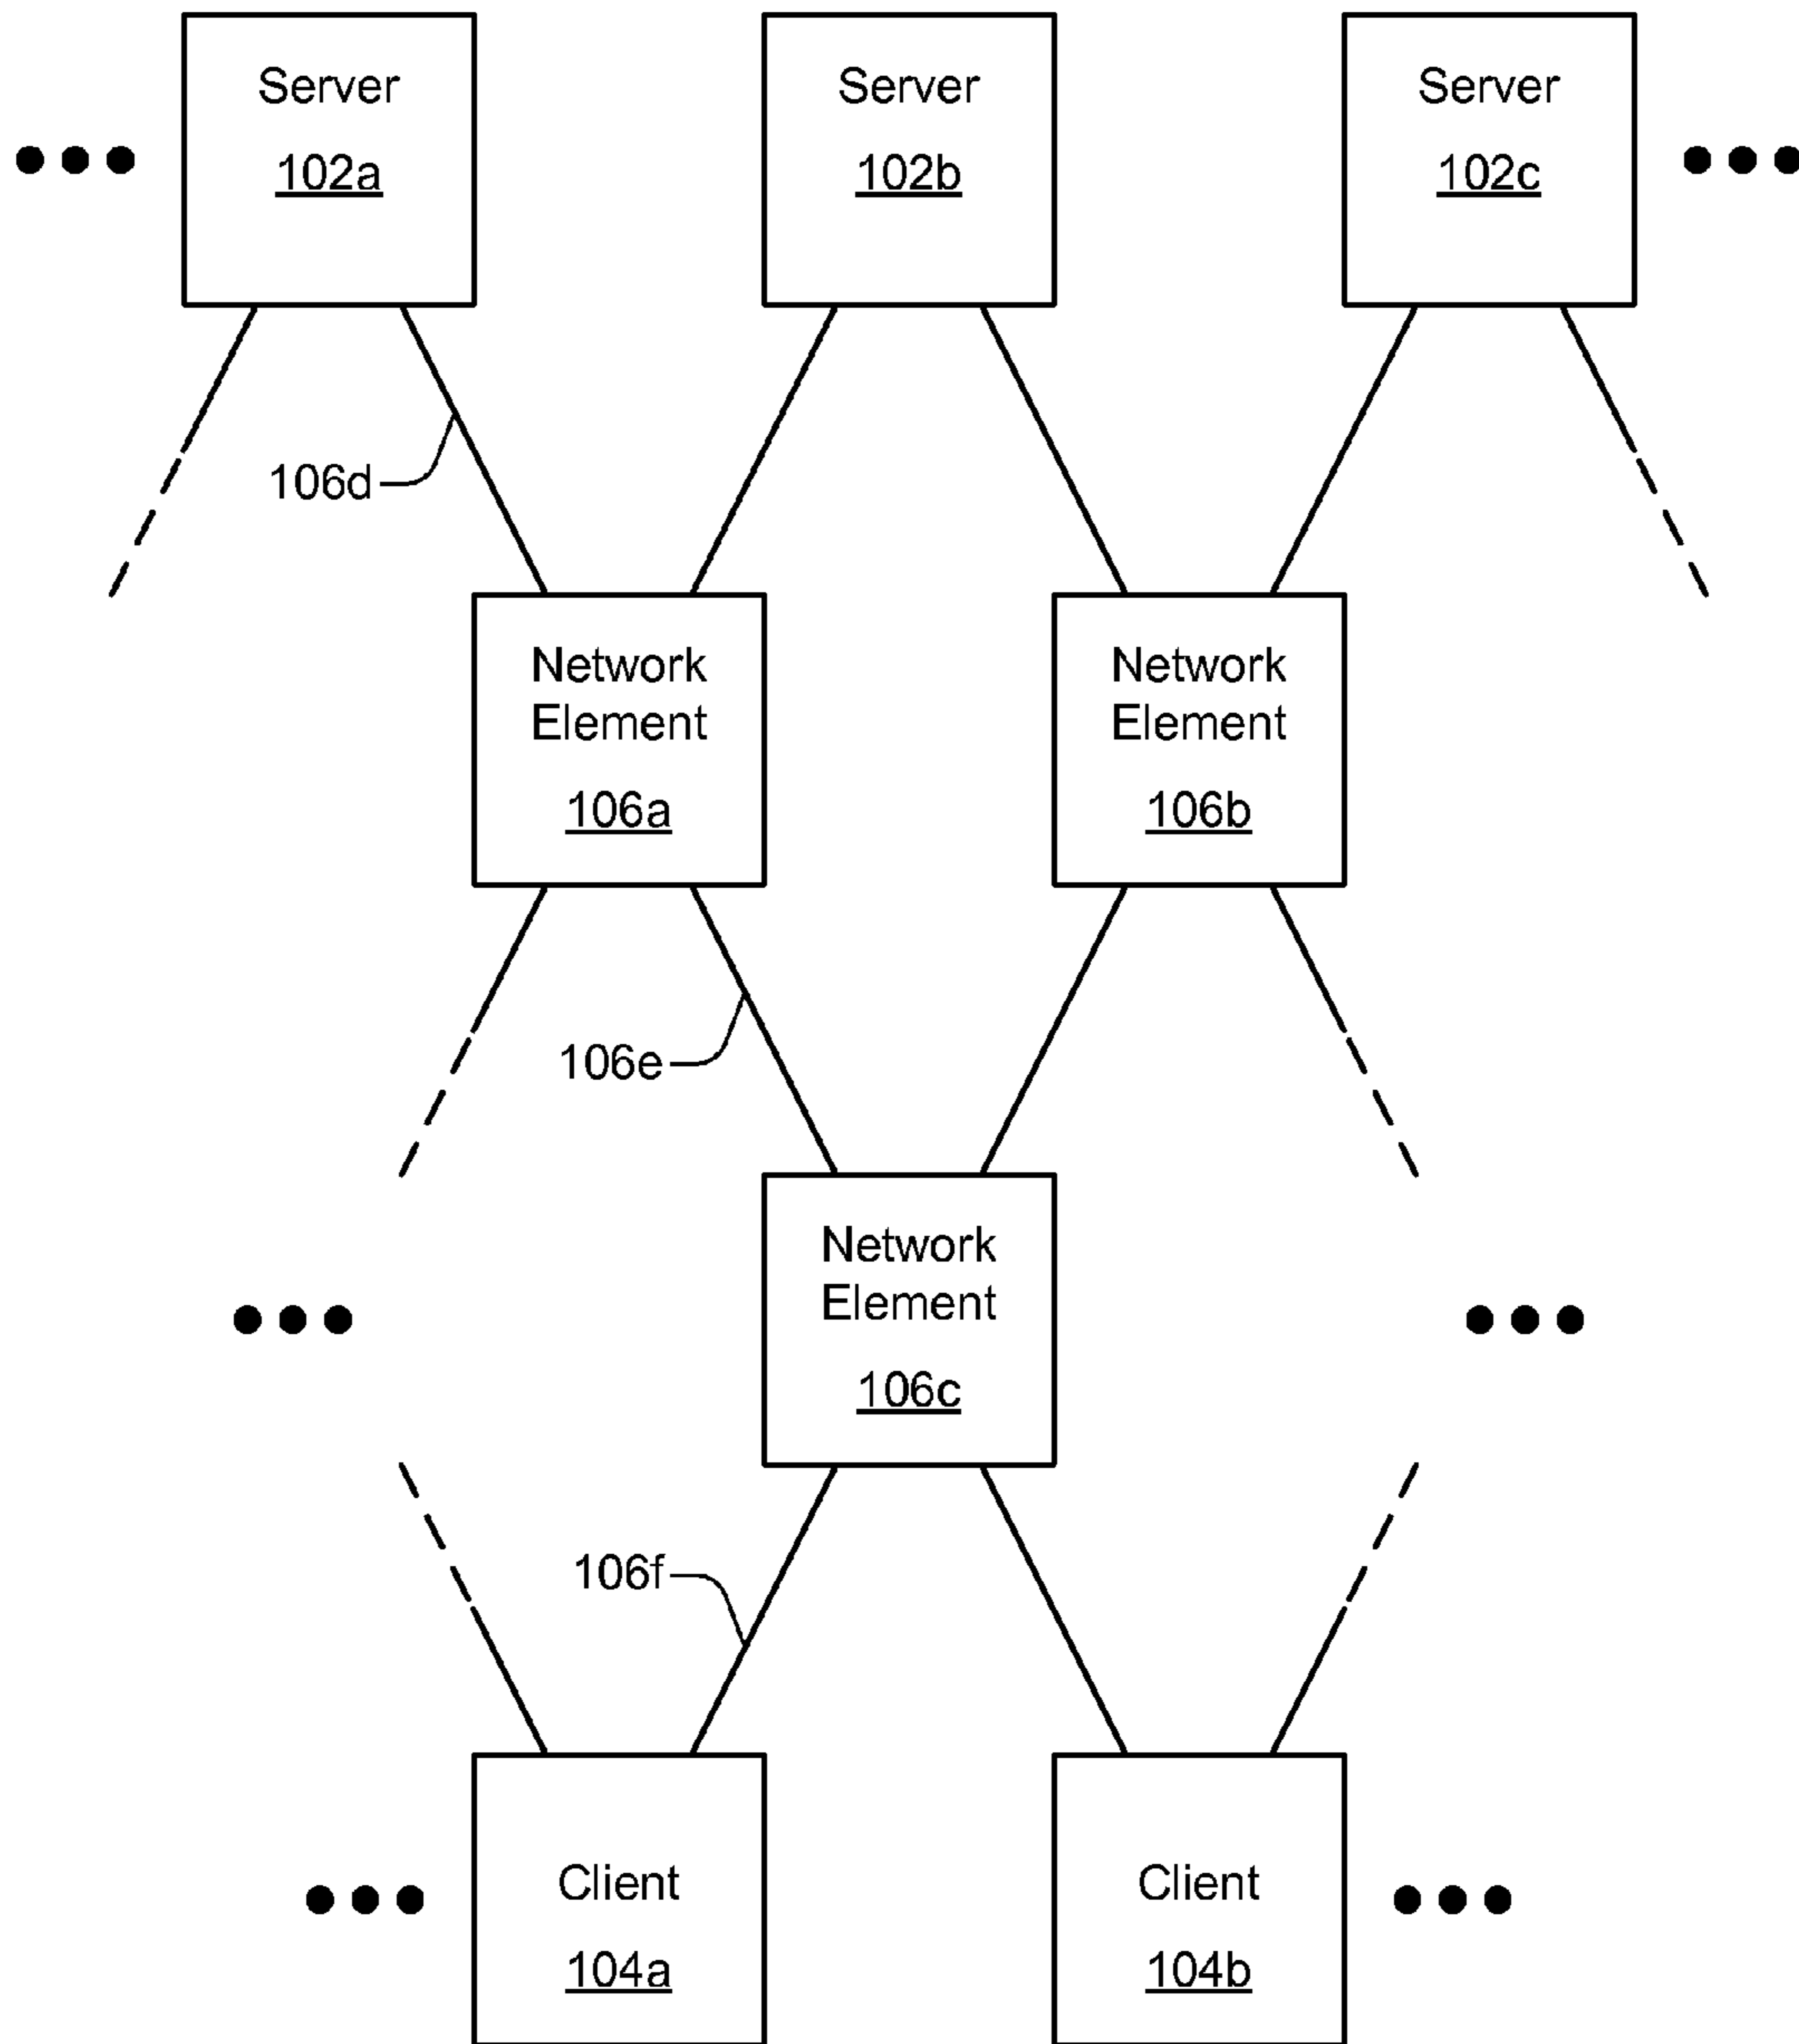 Server
102a
Server
102b
Server
102c
106d
Network
Element
106a
Network
Element
106b
106e
Network
Element
106c
106f
Client
104a
Client
104b